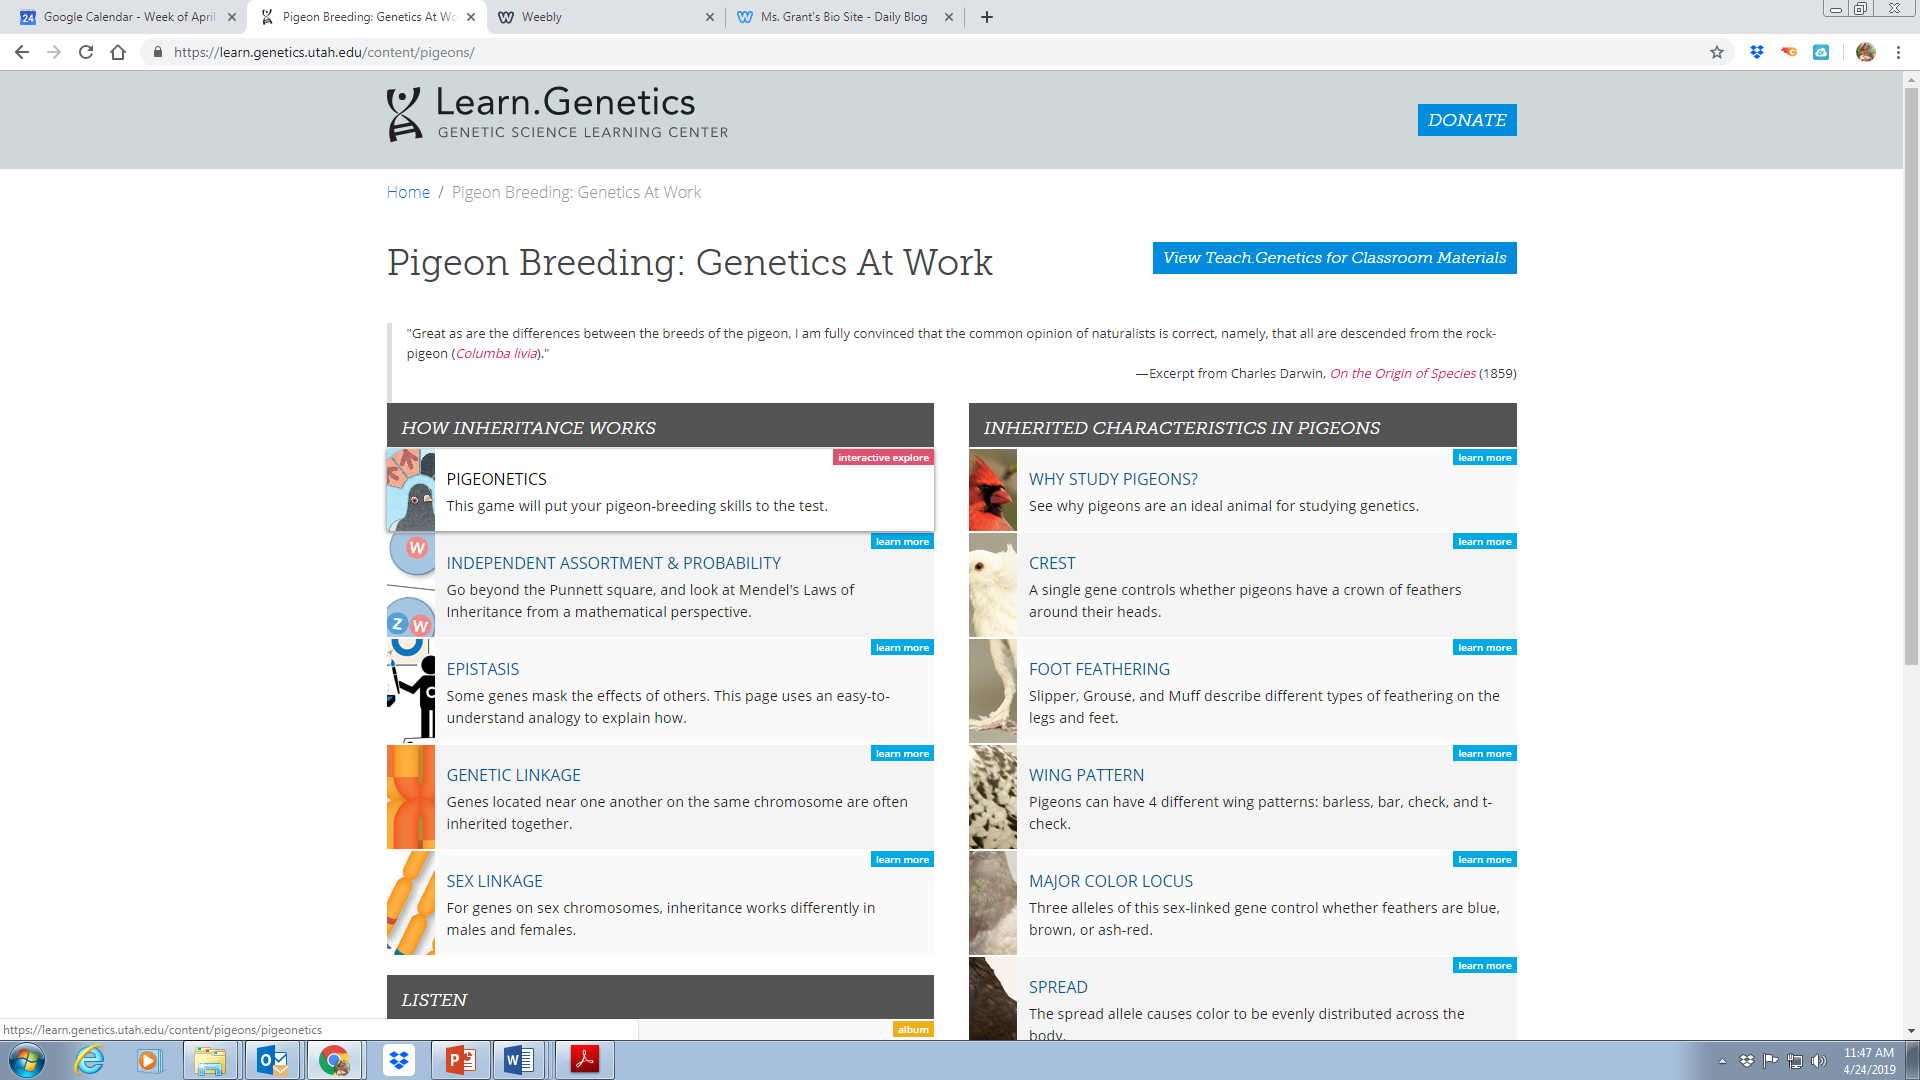 24
Google Calendar - Week of April
Pigeon Breeding: Genetics At Wo
Weebly
Ms. Grant's Bio Site - Daily Blog
https://learn.genetics.utah.edu/content/pigeons/
Learn.Genetics
GENETIC SCIENCE LEARNING CENTER
DONATE
Home / Pigeon Breeding: Genetics At Work
Pigeon Breeding: Genetics At Work
View Teach.Genetics for Classroom Materials
"Great as are the differences between the breeds of the pigeon, I am fully convinced that the common opinion of naturalists is correct, namely, that all are descended from the rock-
pigeon (Columba livia)."
—Excerpt from Charles Darwin, On the Origin of Species (1859)
HOW INHERITANCE WORKS
interactive explore
PIGEONETICS
This game will put your pigeon-breeding skills to the test.
learn more
W
Z W
INDEPENDENT ASSORTMENT & PROBABILITY
Go beyond the Punnett square, and look at Mendel's Laws of
Inheritance from a mathematical perspective.
learn more
EPISTASIS
Some genes mask the effects of others. This page uses an easy-to-
understand analogy to explain how.
learn more
GENETIC LINKAGE
Genes located near one another on the same chromosome are often
inherited together.
learn more
SEX LINKAGE
For genes on sex chromosomes, inheritance works differently in
males and females.
LISTEN
album
INHERITED CHARACTERISTICS IN PIGEONS
learn more
WHY STUDY PIGEONS?
See why pigeons are an ideal animal for studying genetics.
learn more
CREST
A single gene controls whether pigeons have a crown of feathers
around their heads.
learn more
FOOT FEATHERING
Slipper, Grouse, and Muff describe different types of feathering on the
legs and feet.
learn more
WING PATTERN
Pigeons can have 4 different wing patterns: barless, bar, check, and t-
check.
learn more
MAJOR COLOR LOCUS
Three alleles of this sex-linked gene control whether feathers are blue,
brown, or ash-red.
learn more
SPREAD
The spread allele causes color to be evenly distributed across the
body.
https://learn.genetics.utah.edu/content/pigeons/pigeonetics
11:47 AM
4/24/2019